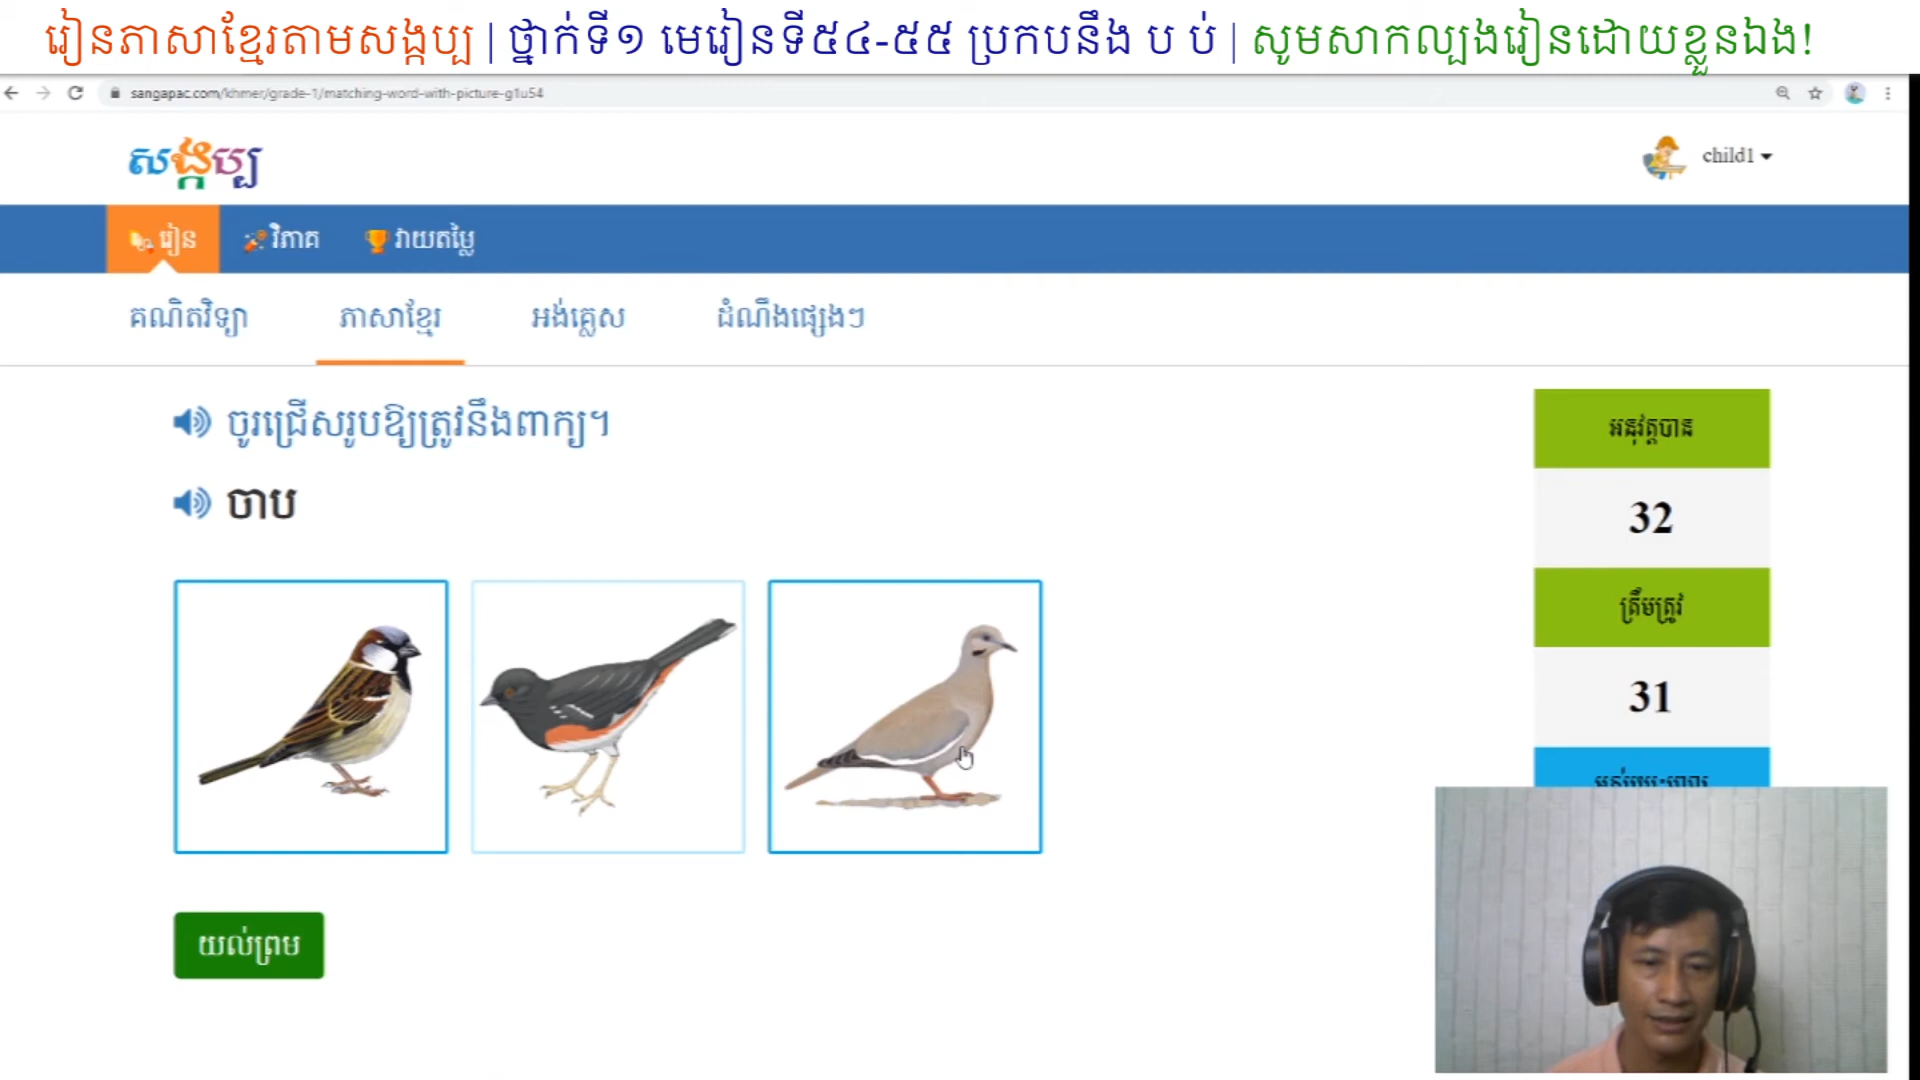 រៀនភាសាខ្មែរតាមសង្កប្ប | ថ្នាក់ទី១ មេរៀនទី៥៤-៥៥ ប្រកបនឹង ប ប់ | សូមសាកល្បងរៀនដោយខ្លួនឯង!
sangapac.com/khmer/grade-1/matching-word-with-picture-g1u54
សង្កប្ប
child1
រៀន វិភាគ វាយតម្លៃ
គណិតវិទ្យា ភាសាខ្មែរ អង់គ្លេស ដំណឹងផ្សេងៗ
ចូរជ្រើសរូបឱ្យត្រូវនឹងពាក្យ។
ចាប
អនុវត្តបាន
32
ត្រឹមត្រូវ
31
យល់ព្រម